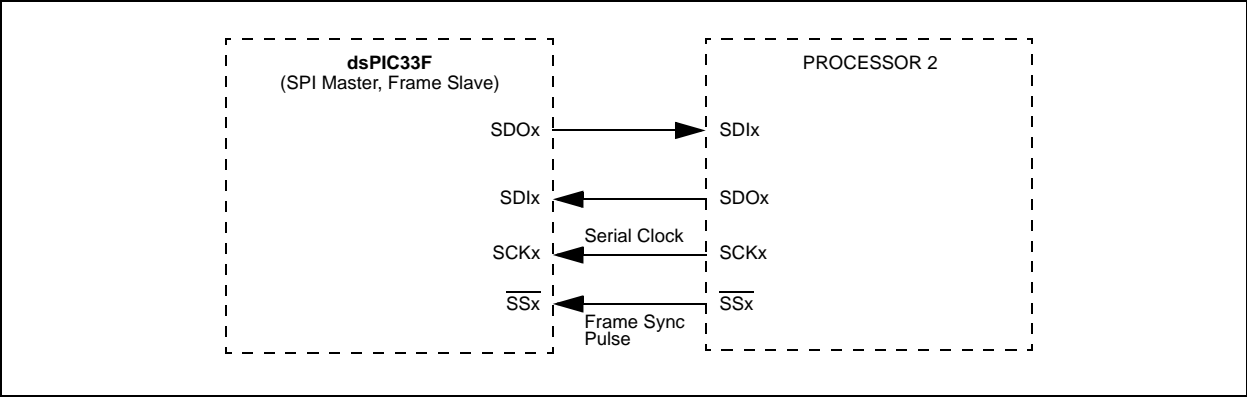 dsPIC33F
(SPI Master, Frame Slave)
PROCESSOR 2
SDOx
SDIx
SDIx
SDOx
Serial Clock
SCKx
SCKx
SSx
SSx
Frame Sync
Pulse